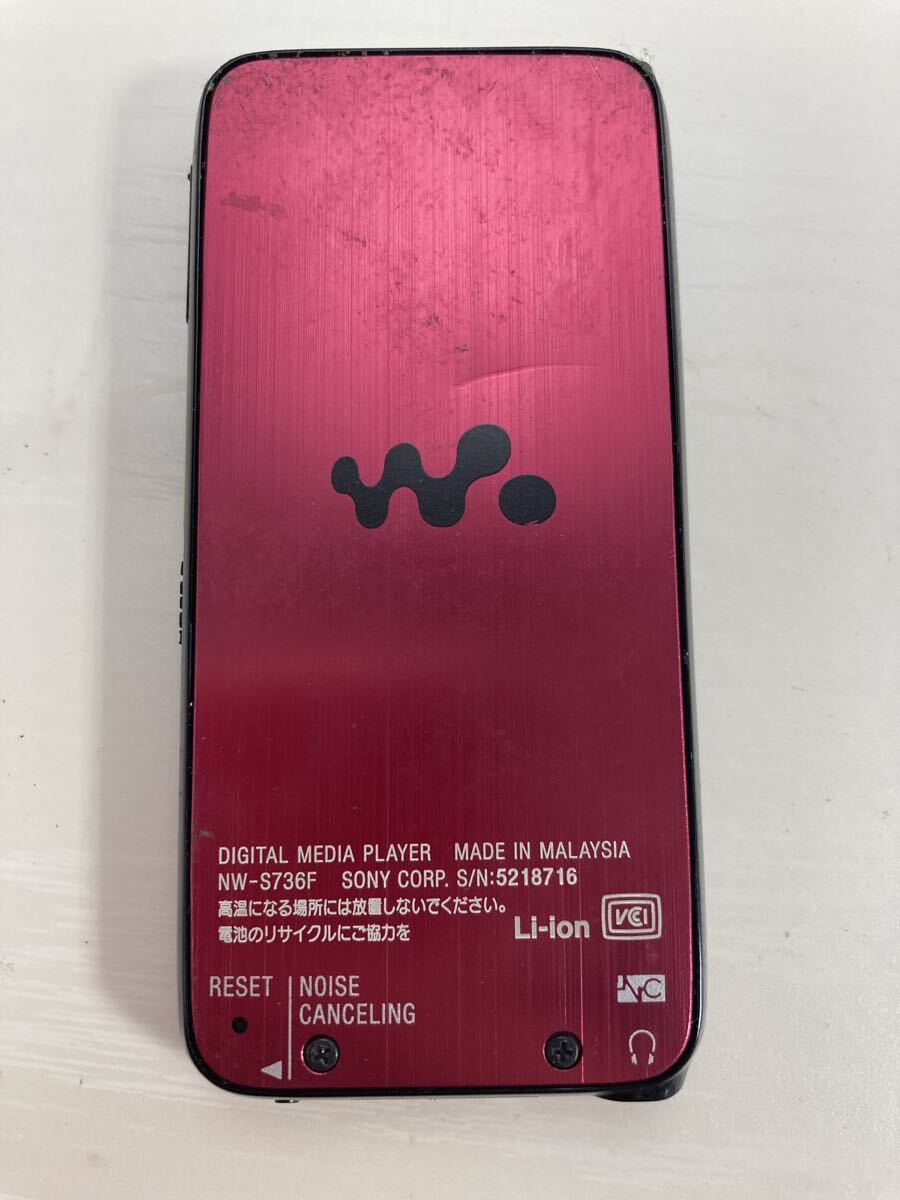 DIGITAL MEDIA PLAYER MADE IN MALAYSIA
NW-S736F SONY CORP. S/N:5218716
高温になる場所には放置しないでください。
電池のリサイクルにご協力を
Li-ion VCCI
RESET NOISE
CANCELING
NC